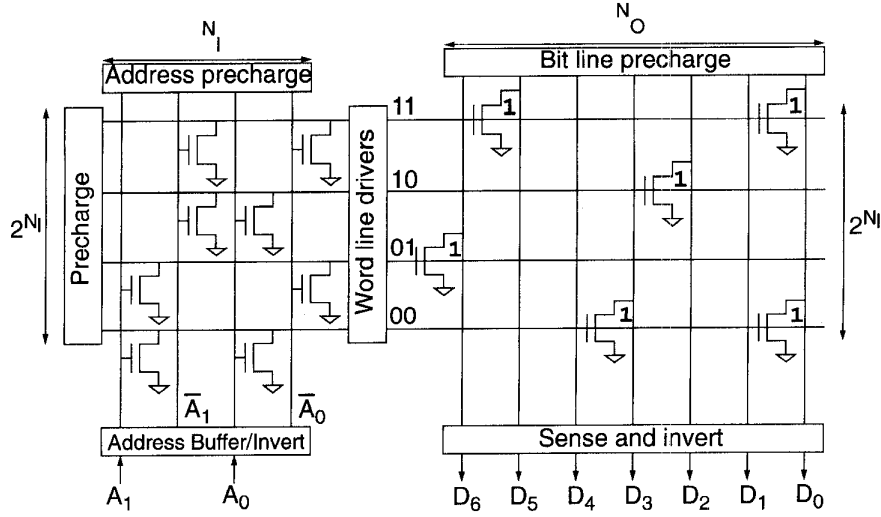 N_I
N_O
Address precharge
Bit line precharge
2^{N_I}
Precharge
Word line drivers
11
1
1
10
1
2^{N_I}
01
1
00
1
1
A̅_1
A̅_0
Address Buffer/Invert
Sense and invert
A_1
A_0
D_6
D_5
D_4
D_3
D_2
D_1
D_0